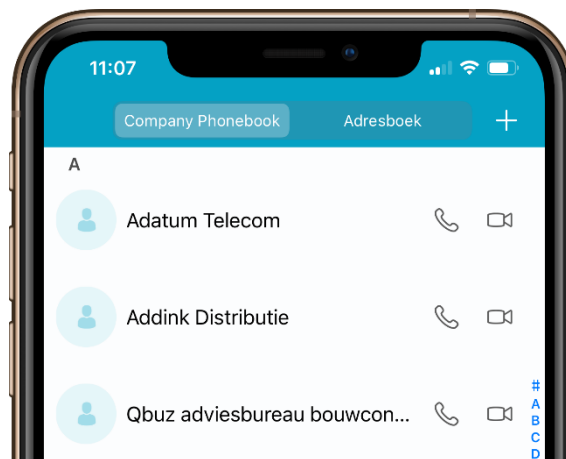 11:07
Company Phonebook Adresboek +
A
Adatum Telecom
Addink Distributie
Qbuz adviesbureau bouwcon...
#
A
B
C
D